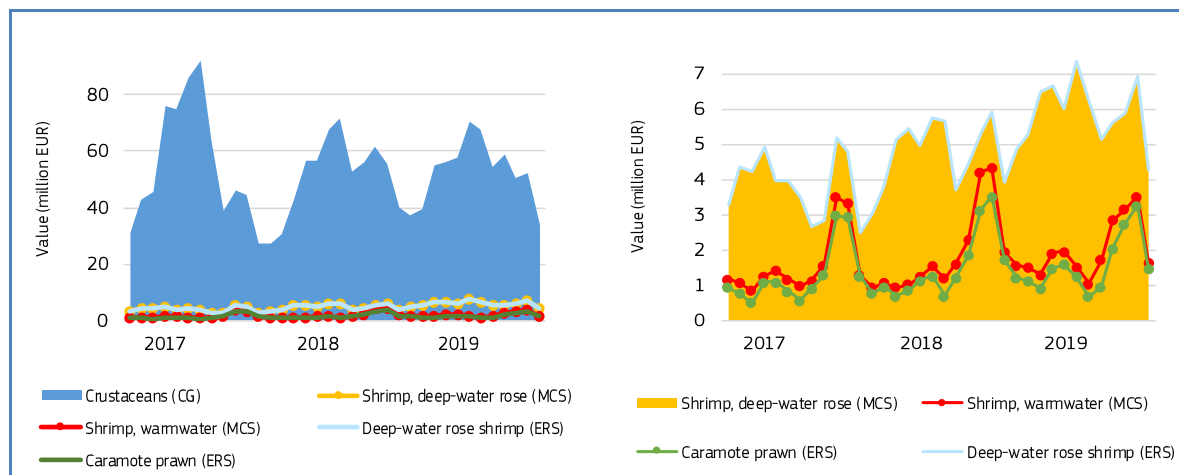 Value (million EUR)
80
60
40
20
0
2017 2018 2019
Crustaceans (CG)
Shrimp, deep-water rose (MCS)
Shrimp, warmwater (MCS)
Deep-water rose shrimp (ERS)
Caramote prawn (ERS)
Value (million EUR)
7
6
5
4
3
2
1
0
2017 2018 2019
Shrimp, deep-water rose (MCS)
Shrimp, warmwater (MCS)
Caramote prawn (ERS)
Deep-water rose shrimp (ERS)